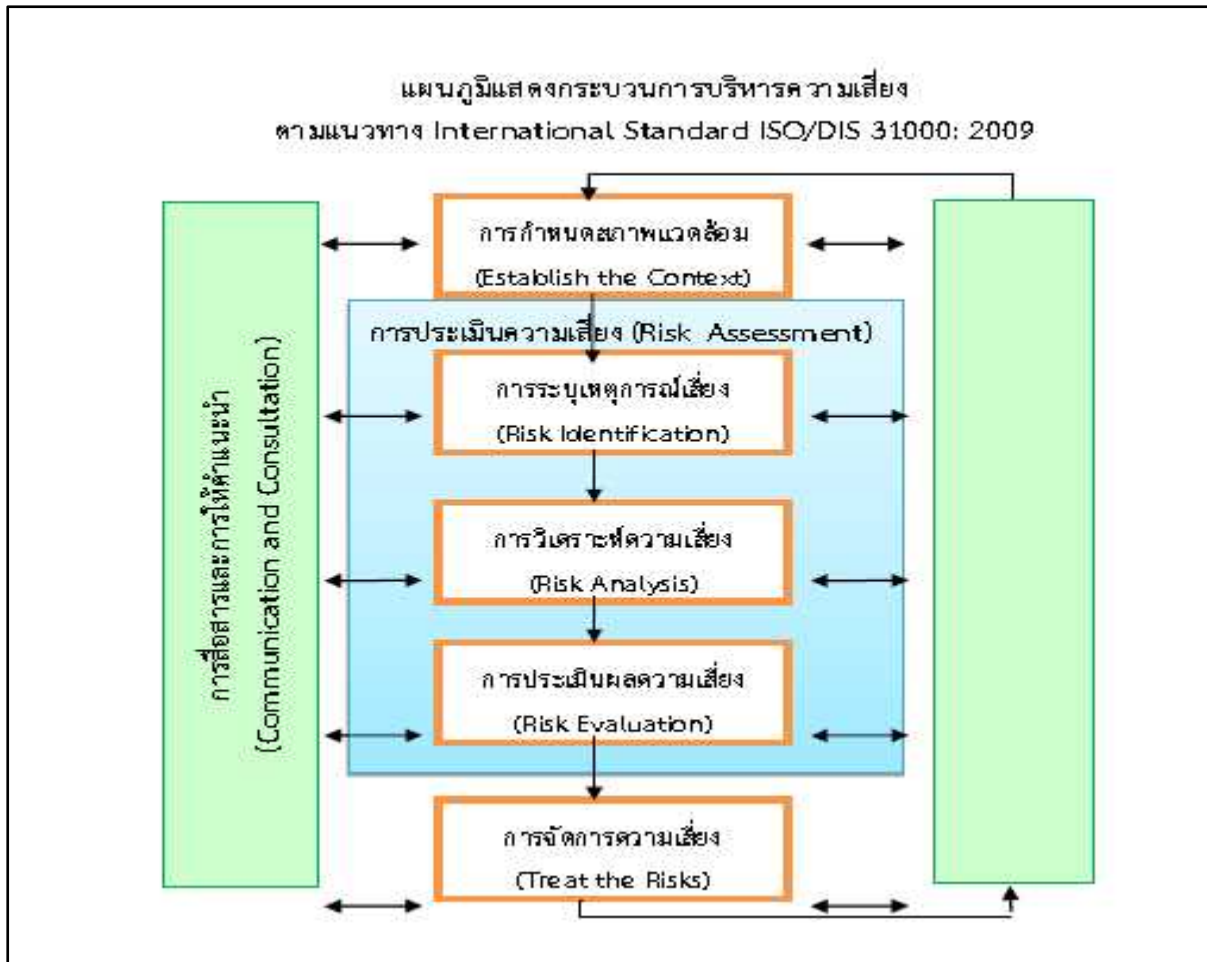 แผนภูมิแสดงกระบวนการบริหารความเสี่ยง
ตามแนวทาง International Standard ISO/DIS 31000: 2009
การกำหนดสภาพแวดล้อม
(Establish the Context)
การประเมินความเสี่ยง (Risk Assessment)
การระบุเหตุการณ์เสี่ยง
(Risk Identification)
การวิเคราะห์ความเสี่ยง
(Risk Analysis)
การประเมินผลความเสี่ยง
(Risk Evaluation)
การจัดการความเสี่ยง
(Treat the Risks)
การสื่อสารและการให้คำแนะนำ
(Communication and Consultation)